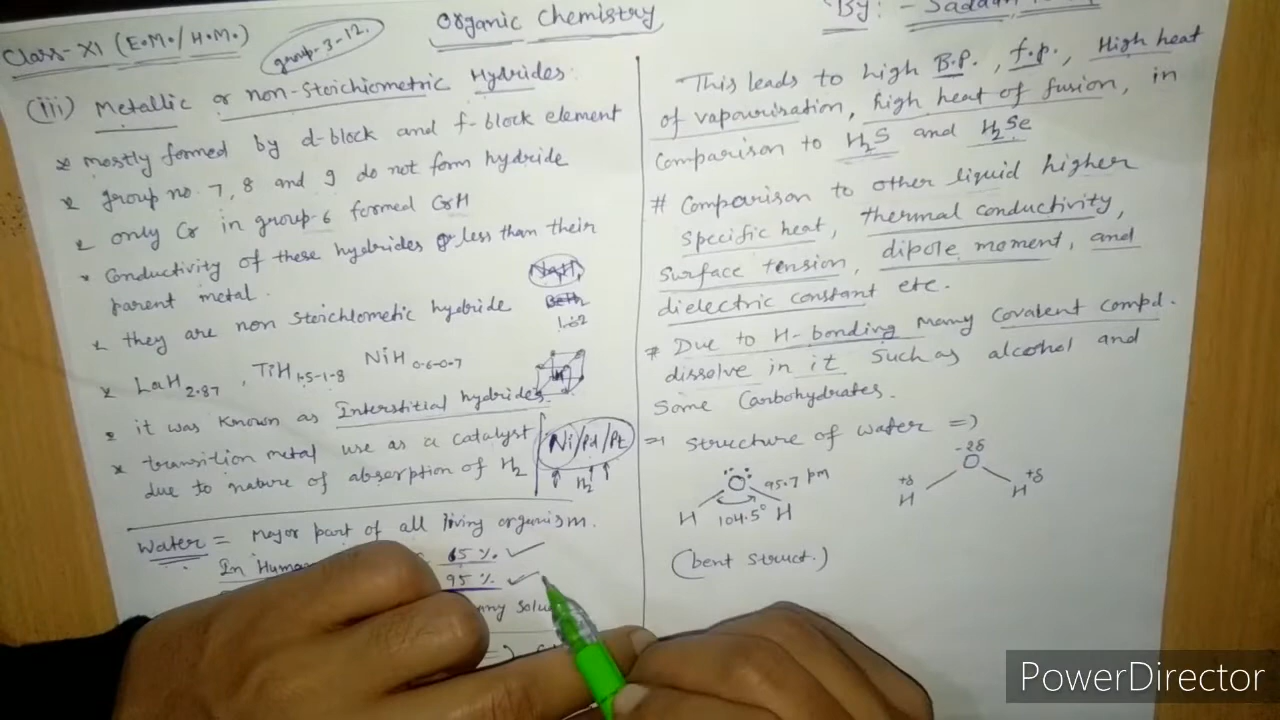 Class-XI (E.M./H.M.)
group-3-12.
Organic Chemistry
By: -
(iii) Metallic or non-Stoichiometric Hydrides:
* mostly formed by d-block and f-block element
* group no. 7, 8 and 9 do not form hydride
* only Cr in group-6 formed CrH
* Conductivity of these hydrides less than their
parent metal.
* they are non Stoichlometic hybride
NaH,
BeH2
1:2
* LaH2.87, TiH1.5-1.8 NiH0.6-0.7
* it was known as Interstitial hybrides.
* transition metal use as a catalyst
due to nature of absorption of H2
Ni/Pd/Pt
H2
Water = Major part of all living organism.
In Human 65%
95%
This leads to high B.P., f.p., High heat
of vapourisation, high heat of fusion, in
Comparison to H2S and H2Se
# Comparison to other liquid higher
Specific heat, thermal conductivity,
Surface tension, dipole moment, and
dielectric constant etc.
# Due to H-bonding Many Covalent compd.
dissolve in it Such as alcohol and
Some Carbohydrates.
⇒ Structure of water ⇒
O 95.7 pm
H 104.5° H
-2δ
O
+δ +δ
H H
(bent Struct.)
PowerDirector